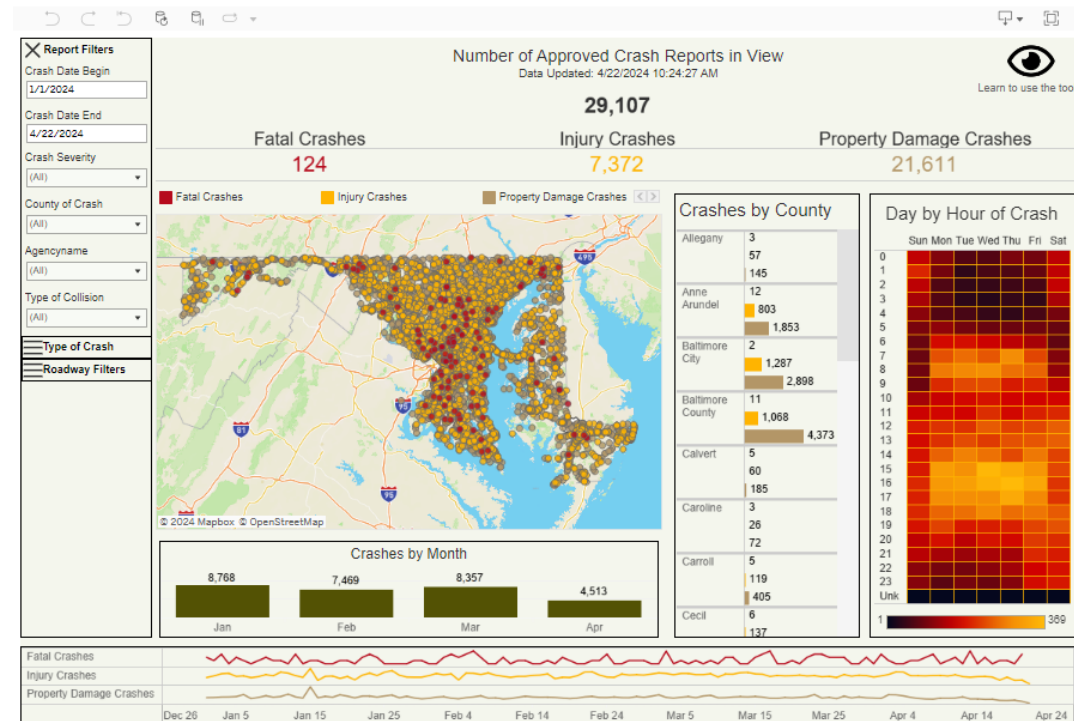 Report Filters
Crash Date Begin
1/1/2024
Crash Date End
4/22/2024
Crash Severity
(All)
County of Crash
(All)
Agencyname
(All)
Type of Collision
(All)
Type of Crash
Roadway Filters
Number of Approved Crash Reports in View
Data Updated: 4/22/2024 10:24:27 AM
29,107
Learn to use the too
Fatal Crashes Injury Crashes Property Damage Crashes
124 7,372 21,611
Fatal Crashes Injury Crashes Property Damage Crashes
495
95
81
95
© 2024 Mapbox © OpenStreetMap
Crashes by Month
8,768 7,469 8,357 4,513
Jan Feb Mar Apr
Crashes by County
Allegany 3
57
145
Anne Arundel 12
803
1,853
Baltimore City 2
1,287
2,898
Baltimore County 11
1,068
4,373
Calvert 5
60
185
Caroline 3
26
72
Carroll 5
119
405
Cecil 6
137
Day by Hour of Crash
Sun Mon Tue Wed Thu Fri Sat
0
1
2
3
4
5
6
7
8
9
10
11
12
13
14
15
16
17
18
19
20
21
22
23
Unk
1 369
Fatal Crashes
Injury Crashes
Property Damage Crashes
Dec 26 Jan 5 Jan 15 Jan 25 Feb 4 Feb 14 Feb 24 Mar 5 Mar 15 Mar 25 Apr 4 Apr 14 Apr 24